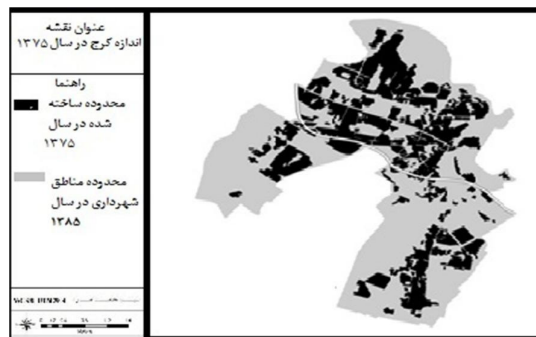 عنوان نقشه
اندازه کرج در سال ۱۳۷۵
راهنما
محدوده ساخته
شده در سال
۱۳۷۵
محدوده مناطق
شهرداری در سال
۱۳۸۵